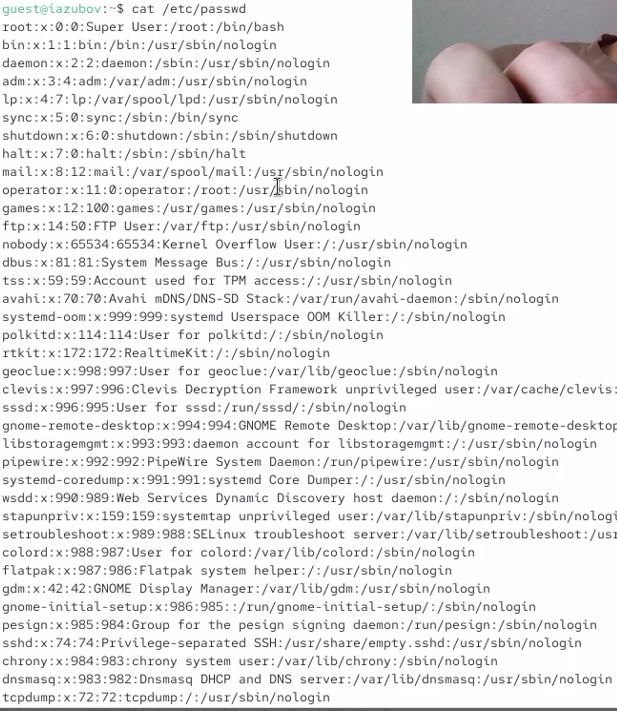 guest@iazubov:~$ cat /etc/passwd
root:x:0:0:Super User:/root:/bin/bash
bin:x:1:1:bin:/bin:/usr/sbin/nologin
daemon:x:2:2:daemon:/sbin:/usr/sbin/nologin
adm:x:3:4:adm:/var/adm:/usr/sbin/nologin
lp:x:4:7:lp:/var/spool/lpd:/usr/sbin/nologin
sync:x:5:0:sync:/sbin:/bin/sync
shutdown:x:6:0:shutdown:/sbin:/sbin/shutdown
halt:x:7:0:halt:/sbin:/sbin/halt
mail:x:8:12:mail:/var/spool/mail:/usr/sbin/nologin
operator:x:11:0:operator:/root:/usr/sbin/nologin
games:x:12:100:games:/usr/games:/usr/sbin/nologin
ftp:x:14:50:FTP User:/var/ftp:/usr/sbin/nologin
nobody:x:65534:65534:Kernel Overflow User:/:/usr/sbin/nologin
dbus:x:81:81:System Message Bus:/:/usr/sbin/nologin
tss:x:59:59:Account used for TPM access:/:/usr/sbin/nologin
avahi:x:70:70:Avahi mDNS/DNS-SD Stack:/var/run/avahi-daemon:/sbin/nologin
systemd-oom:x:999:999:systemd Userspace OOM Killer:/:/usr/sbin/nologin
polkitd:x:114:114:User for polkitd:/:/sbin/nologin
rtkit:x:172:172:RealtimeKit:/:/sbin/nologin
geoclue:x:998:997:User for geoclue:/var/lib/geoclue:/sbin/nologin
clevis:x:997:996:Clevis Decryption Framework unprivileged user:/var/cache/clevis:
sssd:x:996:995:User for sssd:/run/sssd/:/sbin/nologin
gnome-remote-desktop:x:994:994:GNOME Remote Desktop:/var/lib/gnome-remote-desktop
libstoragemgmt:x:993:993:daemon account for libstoragemgmt:/:/usr/sbin/nologin
pipewire:x:992:992:PipeWire System Daemon:/run/pipewire:/usr/sbin/nologin
systemd-coredump:x:991:991:systemd Core Dumper:/:/usr/sbin/nologin
wsdd:x:990:989:Web Services Dynamic Discovery host daemon:/:/sbin/nologin
stapunpriv:x:159:159:systemtap unprivileged user:/var/lib/stapunpriv:/sbin/nologi
setroubleshoot:x:989:988:SELinux troubleshoot server:/var/lib/setroubleshoot:/usr
colord:x:988:987:User for colord:/var/lib/colord:/sbin/nologin
flatpak:x:987:986:Flatpak system helper:/:/usr/sbin/nologin
gdm:x:42:42:GNOME Display Manager:/var/lib/gdm:/usr/sbin/nologin
gnome-initial-setup:x:986:985::/run/gnome-initial-setup/:/sbin/nologin
pesign:x:985:984:Group for the pesign signing daemon:/run/pesign:/sbin/nologin
sshd:x:74:74:Privilege-separated SSH:/usr/share/empty.sshd:/usr/sbin/nologin
chrony:x:984:983:chrony system user:/var/lib/chrony:/sbin/nologin
dnsmasq:x:983:982:Dnsmasq DHCP and DNS server:/var/lib/dnsmasq:/usr/sbin/nologin
tcpdump:x:72:72:tcpdump:/:/usr/sbin/nologin